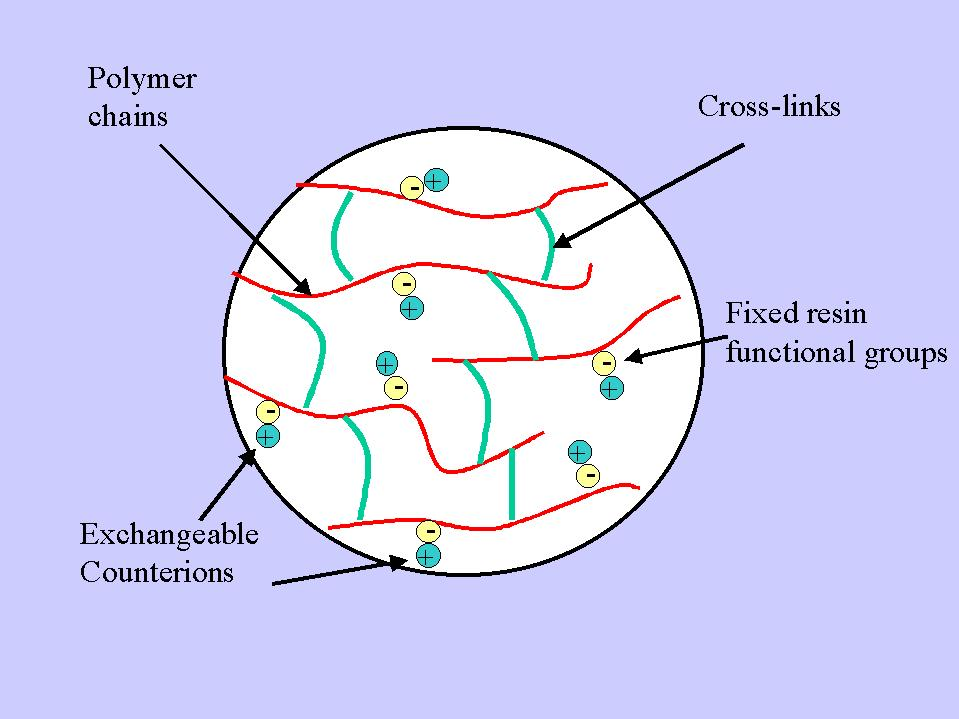 Polymer
chains
Cross-links
Fixed resin
functional groups
Exchangeable
Counterions
- +
-
+
+
-
-
+
-
+
+
-
-
+